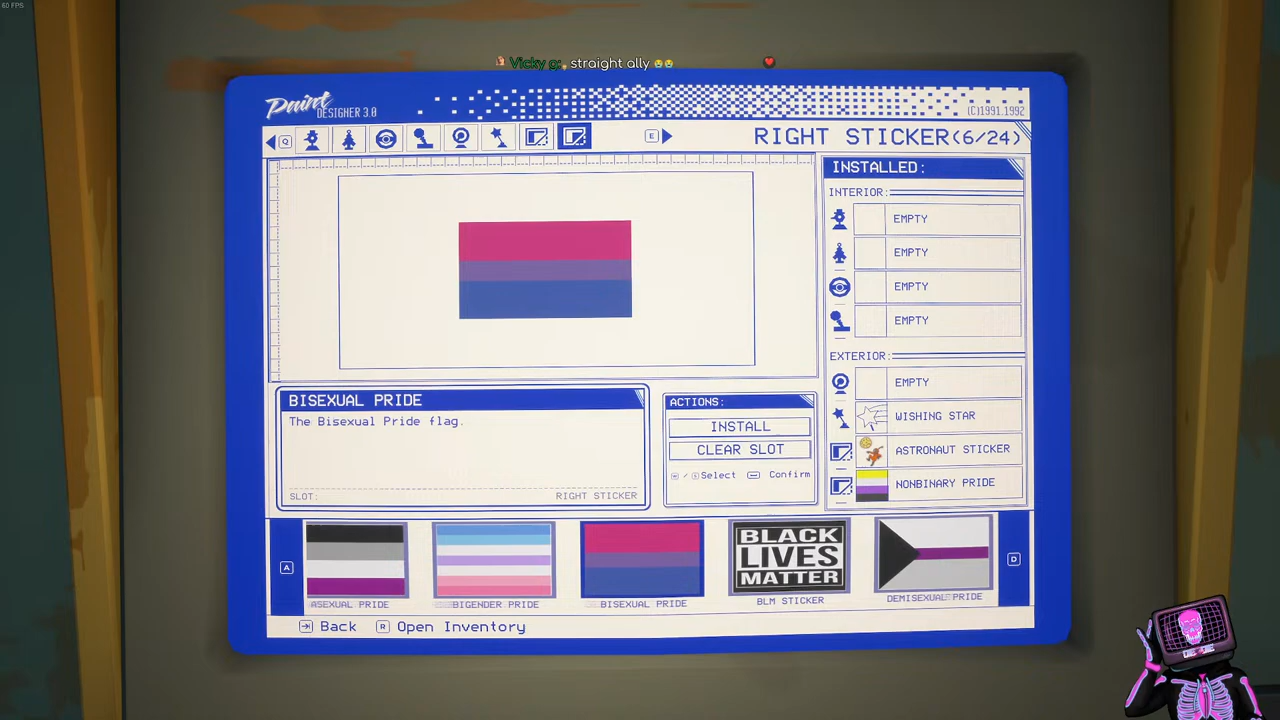 60 FPS
Vicky g: straight ally
Paint
DESIGNER 3.0
(C)1991.1992
Q
E
RIGHT STICKER(6/24)
INSTALLED:
INTERIOR:
EMPTY
EMPTY
EMPTY
EMPTY
EXTERIOR:
EMPTY
WISHING STAR
ASTRONAUT STICKER
NONBINARY PRIDE
BISEXUAL PRIDE
The Bisexual Pride flag.
SLOT:
RIGHT STICKER
ACTIONS:
INSTALL
CLEAR SLOT
Select
Confirm
A
BLACK
LIVES
MATTER
D
ASEXUAL PRIDE
BIGENDER PRIDE
BISEXUAL PRIDE
BLM STICKER
DEMISEXUAL PRIDE
Back
R Open Inventory